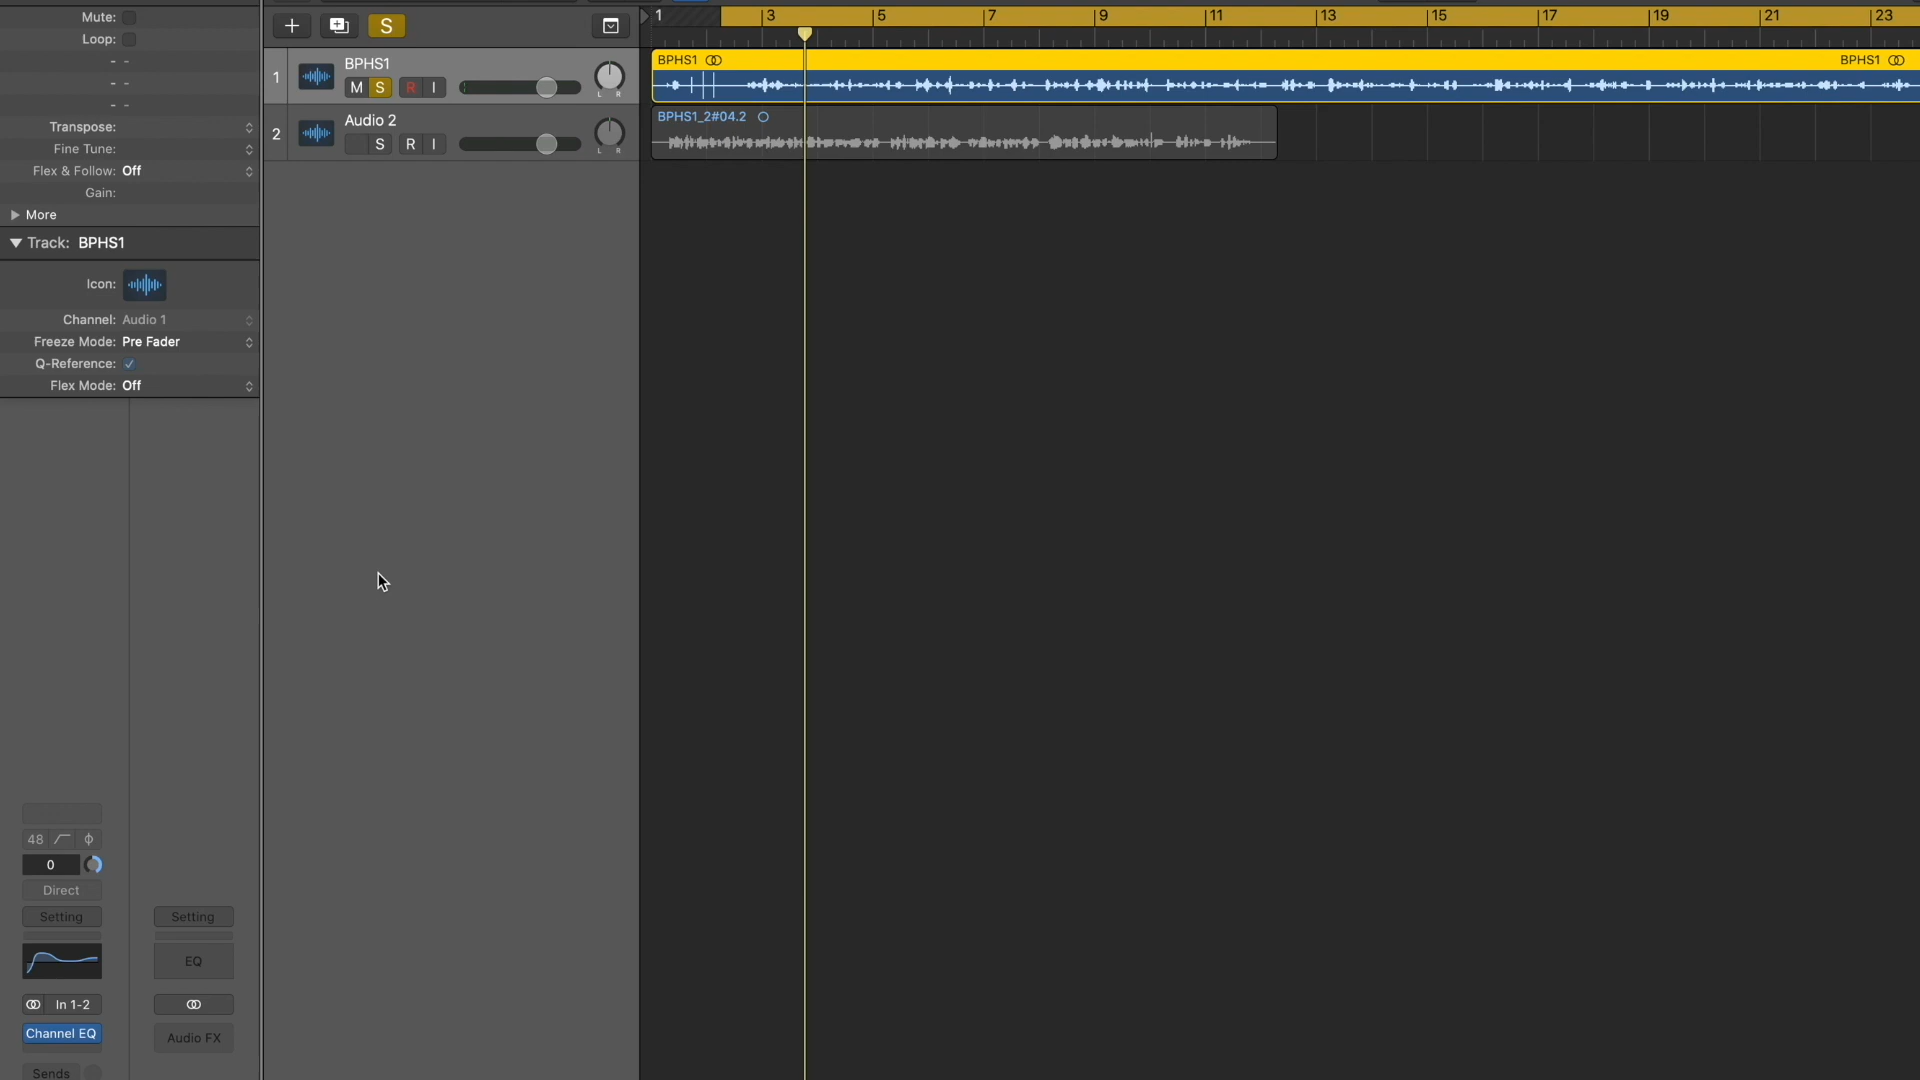 Mute:
Loop:
- -
- -
- -
Transpose:
Fine Tune:
Flex & Follow: Off
Gain:
More
Track: BPHS1
Icon:
Channel: Audio 1
Freeze Mode: Pre Fader
Q-Reference:
Flex Mode: Off
48
0
Direct
Setting
In 1-2
Channel EQ
Sends
Setting
EQ
Audio FX
S
1
BPHS1
M S R I
L R
2
Audio 2
S R I
L R
1 3 5 7 9 11 13 15 17 19 21 23
BPHS1 BPHS1
BPHS1_2#04.2